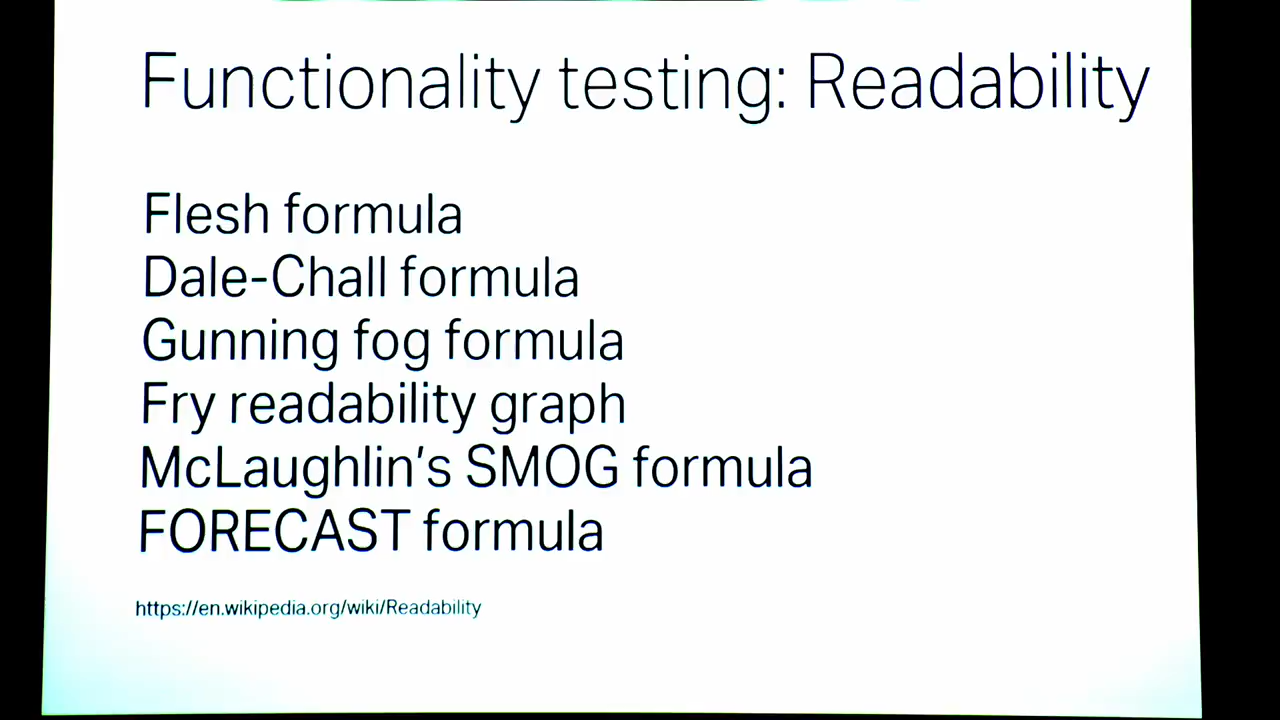 Functionality testing: Readability
Flesh formula
Dale-Chall formula
Gunning fog formula
Fry readability graph
McLaughlin's SMOG formula
FORECAST formula
https://en.wikipedia.org/wiki/Readability